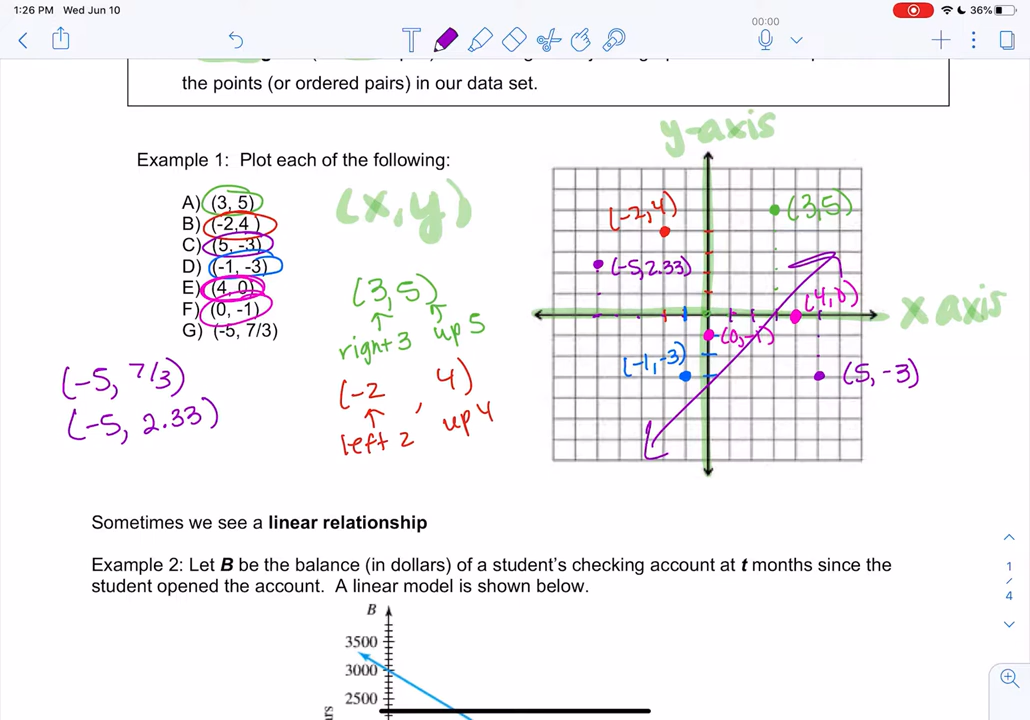 1:26 PM Wed Jun 10
36%
00:00
T
the points (or ordered pairs) in our data set.
y-axis
Example 1: Plot each of the following:
A) (3, 5)
B) (-2,4 )
C) (5, -3)
D) (-1, -3)
E) (4, 0)
F) (0, -1)
G) (-5, 7/3)
(x,y)
(3,5)
right 3
up 5
(-2 , 4)
left 2
up 4
(-5, 7/3)
(-5, 2.33)
(-2,4)
(3,5)
(-5,2.33)
(4,0)
x axis
(0,-1)
(-1,-3)
(5,-3)
Sometimes we see a linear relationship
Example 2: Let B be the balance (in dollars) of a student's checking account at t months since the
student opened the account. A linear model is shown below.
B
3500
3000
2500
1
/
4